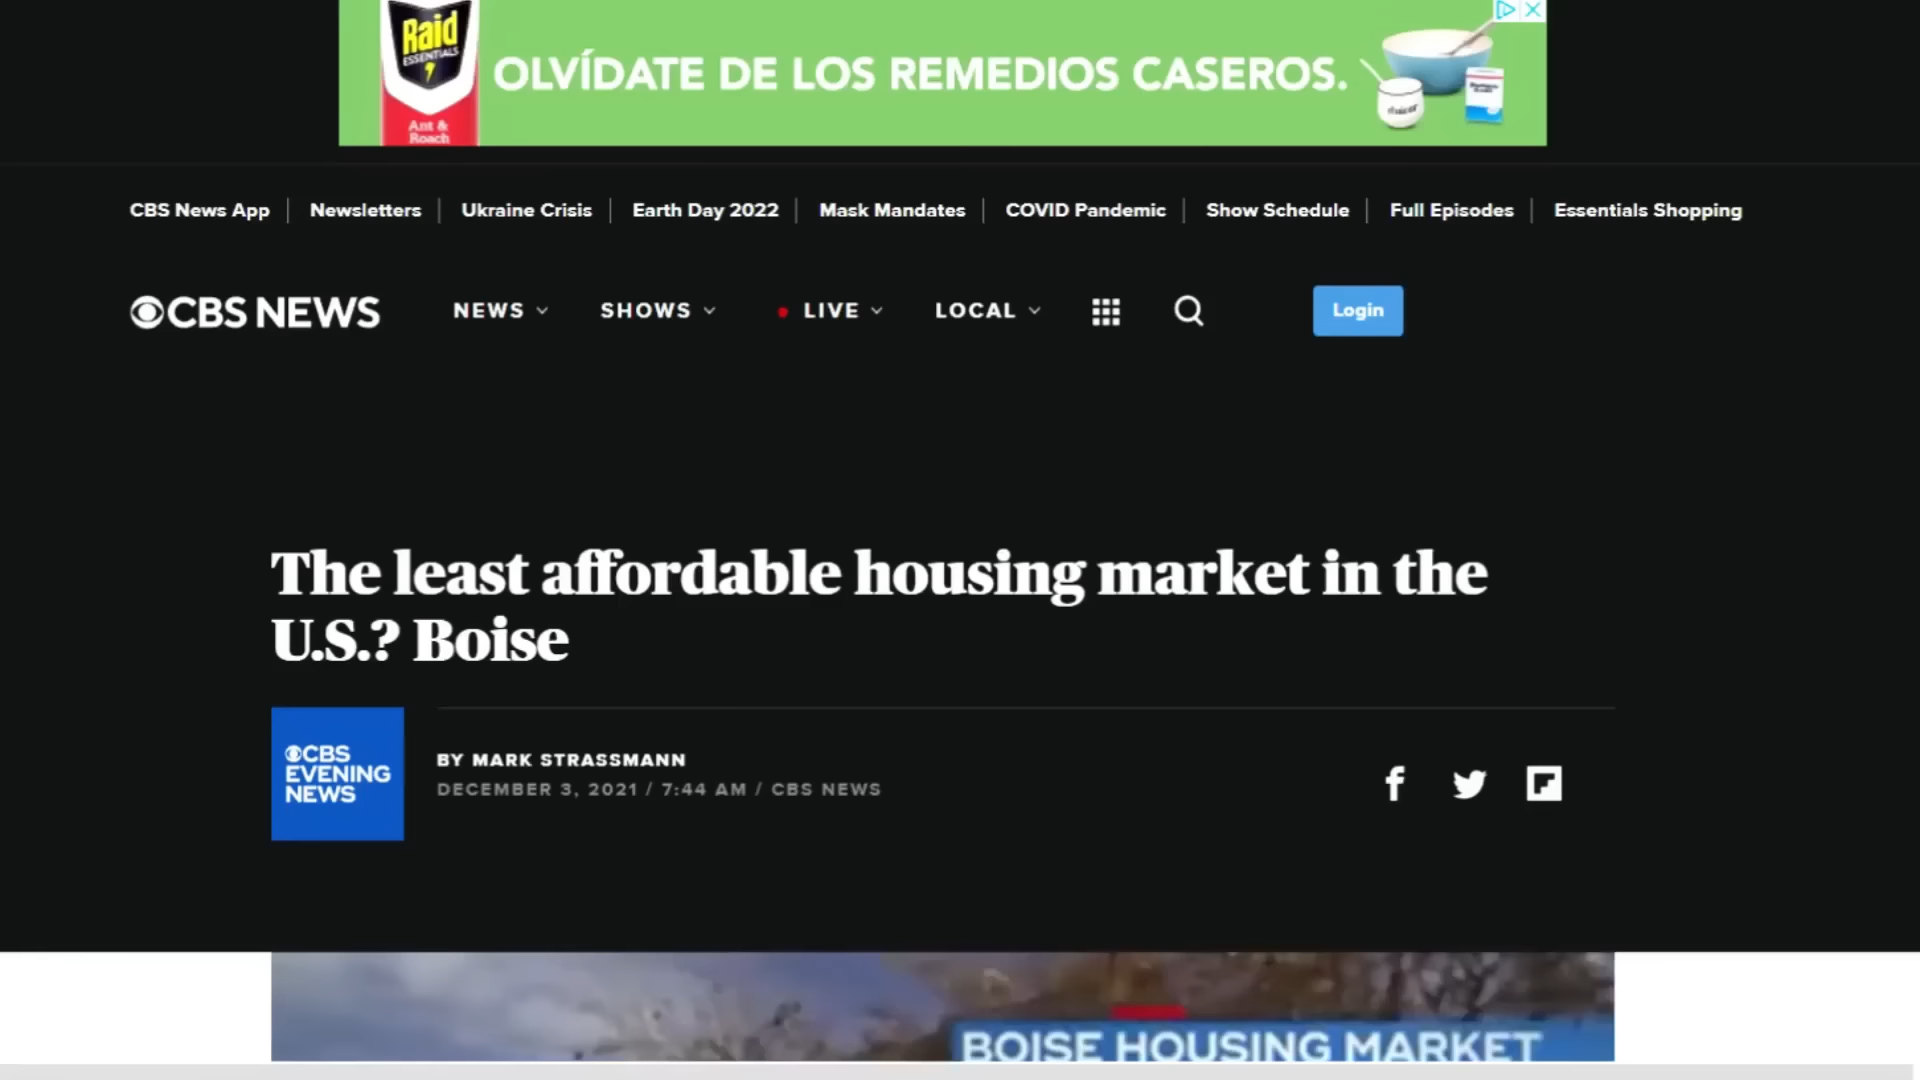 Raid
ESSENTIALS
Ant &
Roach
OLVÍDATE DE LOS REMEDIOS CASEROS.
CBS News App
Newsletters
Ukraine Crisis
Earth Day 2022
Mask Mandates
COVID Pandemic
Show Schedule
Full Episodes
Essentials Shopping
CBS NEWS
NEWS
SHOWS
LIVE
LOCAL
Login
The least affordable housing market in the
U.S.? Boise
CBS
EVENING
NEWS
BY MARK STRASSMANN
DECEMBER 3, 2021 / 7:44 AM / CBS NEWS
BOISE HOUSING MARKET